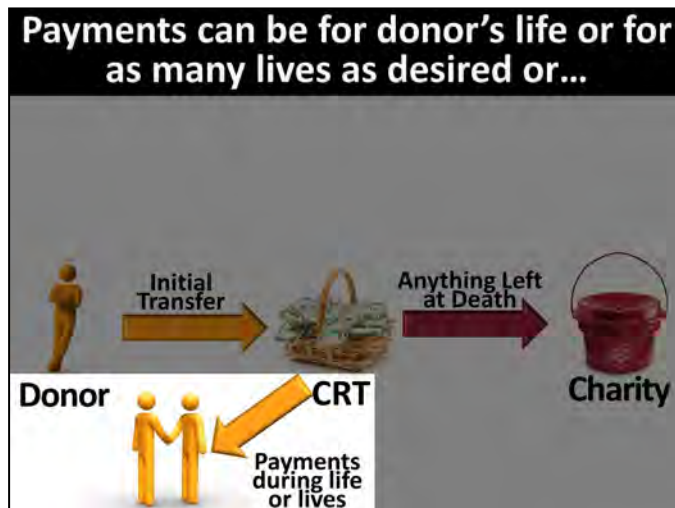 Payments can be for donor's life or for
as many lives as desired or…
Initial
Transfer
Anything Left
at Death
Donor
CRT
Charity
Payments
during life
or lives